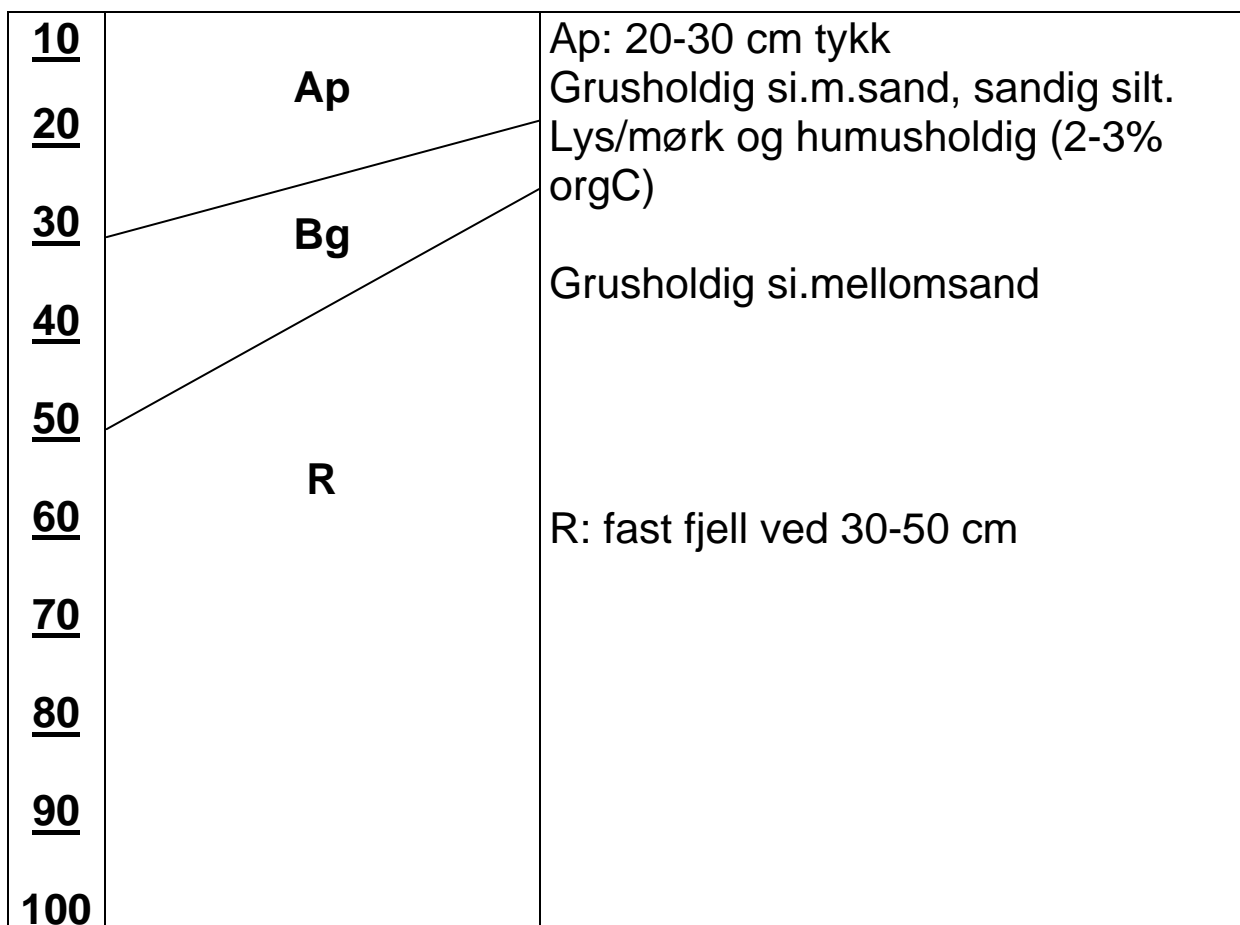 10
20
30
40
50
60
70
80
90
100
Ap
Bg
R
Ap: 20-30 cm tykk
Grusholdig si.m.sand, sandig silt.
Lys/mørk og humusholdig (2-3%
orgC)
Grusholdig si.mellomsand
R: fast fjell ved 30-50 cm